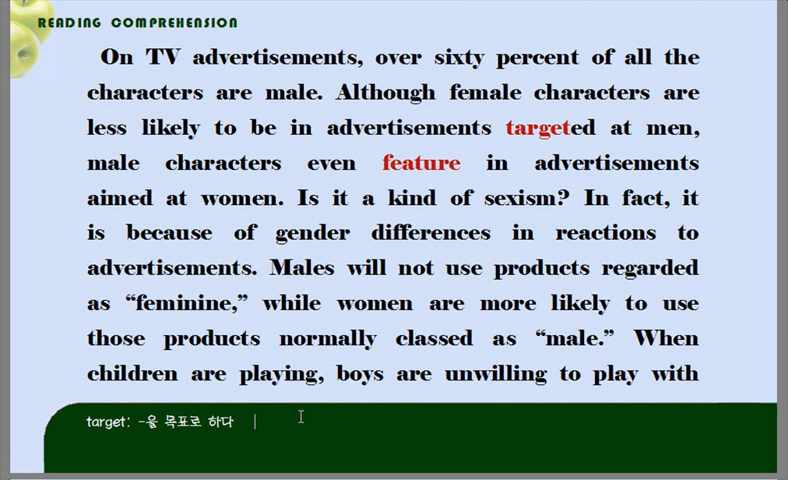 READING COMPREHENSION
On TV advertisements, over sixty percent of all the
characters are male. Although female characters are
less likely to be in advertisements targeted at men,
male characters even feature in advertisements
aimed at women. Is it a kind of sexism? In fact, it
is because of gender differences in reactions to
advertisements. Males will not use products regarded
as “feminine,” while women are more likely to use
those products normally classed as “male.” When
children are playing, boys are unwilling to play with
target: -을 목표로 하다